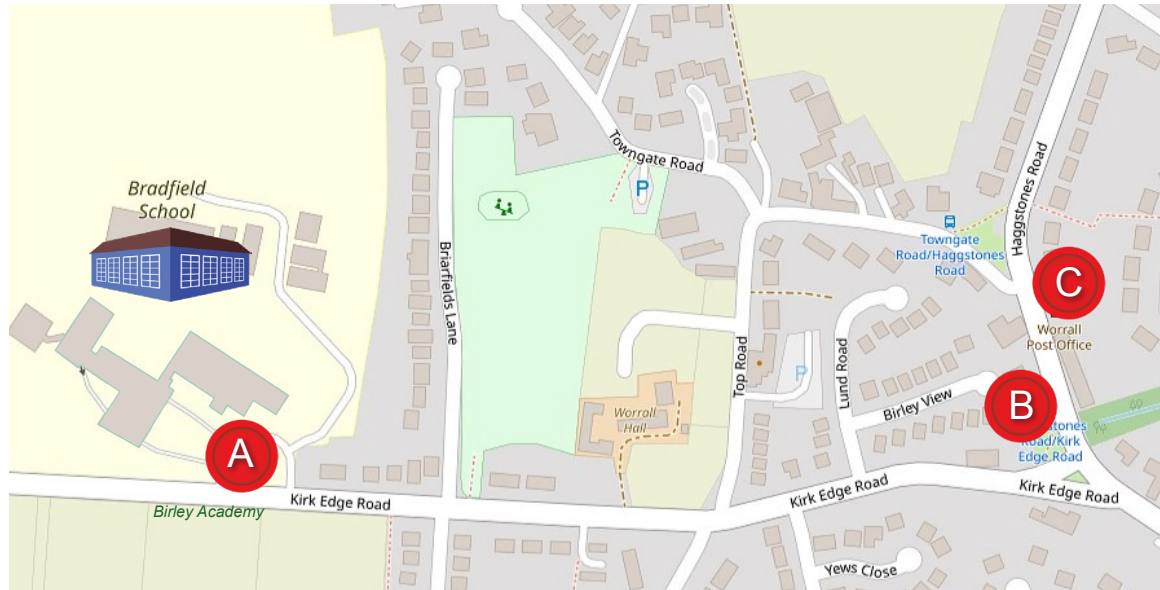 Bradfield
School
Towngate Road
P
Briarfields Lane
Towngate
Road/Haggstones
Road
Haggstones Road
C
Worrall
Post Office
Top Road
P
Lund Road
Birley View
B
Road/Kirk
Edge Road
Worrall
Hall
A
Kirk Edge Road
Kirk Edge Road
Kirk Edge Road
Birley Academy
Yews Close